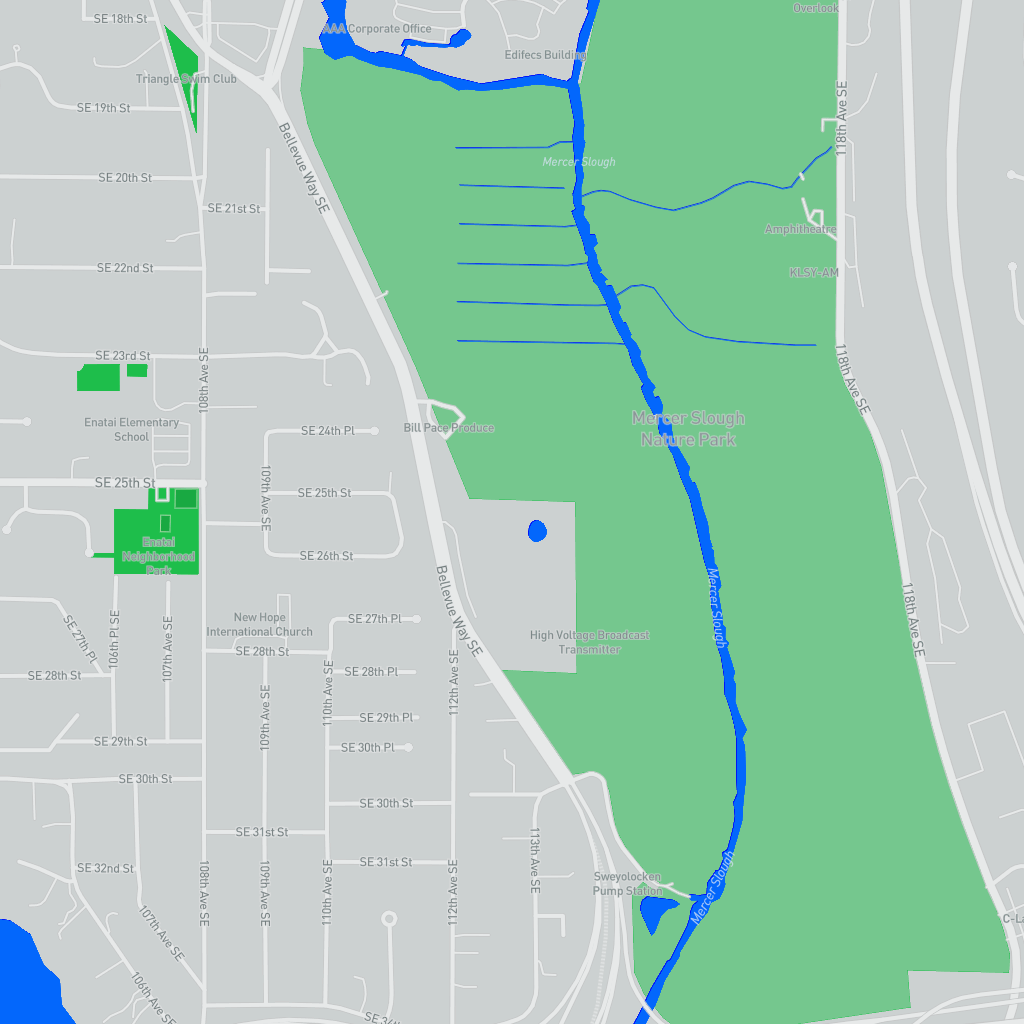 Overlook
SE 18th St
AAA Corporate Office
Edifecs Building
Triangle Swim Club
SE 19th St
118th Ave SE
Bellevue Way SE
Mercer Slough
SE 20th St
SE 21st St
Amphitheatre
SE 22nd St
KLSY-AM
SE 23rd St
108th Ave SE
118th Ave SE
Enatai Elementary
School
Bill Pace Produce
Mercer Slough
Nature Park
SE 24th Pl
SE 25th St
109th Ave SE
SE 25th St
Enatai
Neighborhood
Park
SE 26th St
Bellevue Way SE
Mercer Slough
118th Ave SE
New Hope
International Church
SE 27th Pl
SE 27th Pl
106th Pl SE
107th Ave SE
High Voltage Broadcast
Transmitter
SE 28th St
SE 28th St
SE 28th Pl
112th Ave SE
109th Ave SE
110th Ave SE
SE 29th Pl
SE 29th St
SE 30th Pl
SE 30th St
SE 30th St
SE 31st St
113th Ave SE
SE 31st St
SE 32nd St
108th Ave SE
109th Ave SE
110th Ave SE
112th Ave SE
Sweyolocken
Pump Station
Mercer Slough
107th Ave SE
106th Ave SE